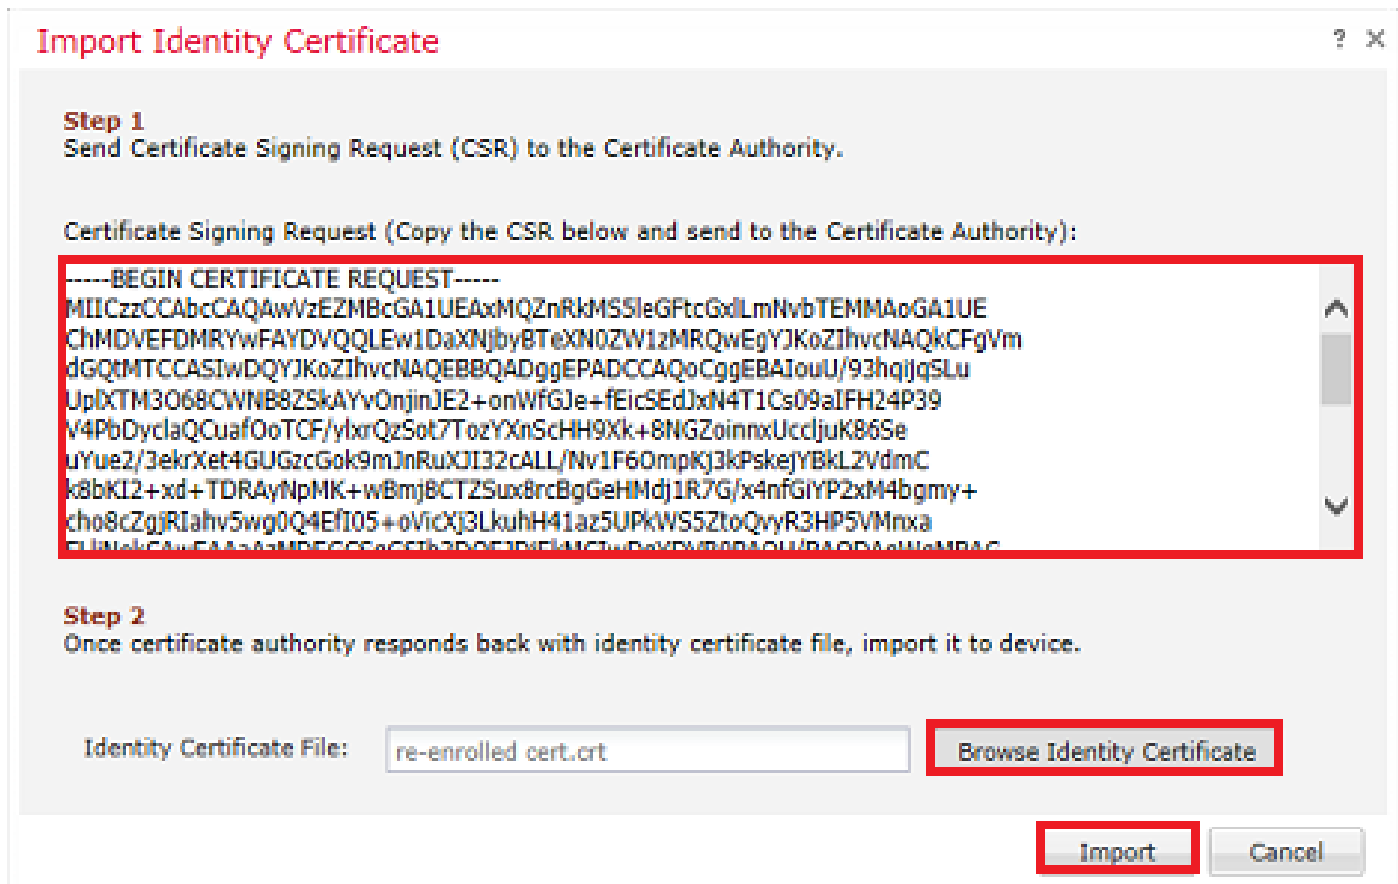 Import Identity Certificate
? X
Step 1
Send Certificate Signing Request (CSR) to the Certificate Authority.
Certificate Signing Request (Copy the CSR below and send to the Certificate Authority):
-----BEGIN CERTIFICATE REQUEST-----
MIICzzCCAbcCAQAwVzEZMBcGA1UEAxMQZnRkMS5leGFtcGxlLmNvbTEMMAoGA1UE
ChMDVEFDMRYwFAYDVQQLEw1DaXNjbyBTeXN0ZW1zMRQwEgYJKoZIhvcNAQkCFgVm
dGQtMTCCASIwDQYJKoZIhvcNAQEBBQADggEPADCCAQoCggEBAIouU/93hqijqSLu
UplXTM3O68CWNB8ZSkAYvOnjinJE2+onWfGJe+fEicSEdJxN4T1Cs09aIFH24P39
V4PbDyclaQCuafOoTCF/ylxrQzSot7TozYXnScHH9Xk+8NGZoinnxUccljuK86Se
uYue2/3ekrXet4GUGzcGok9mJnRuXJI32cALL/Nv1F6OmpKj3kPskejYBkL2VdmC
k8bKI2+xd+TDRAyNpMK+wBmj8CTZSux8rcBgGeHMdj1R7G/x4nfGiYP2xM4bgmy+
cho8cZgjRIahv5wg0Q4EfI05+oVicXj3LkuhH41az5UPkWS5ZtoQvyR3HP5VMnxa
Step 2
Once certificate authority responds back with identity certificate file, import it to device.
Identity Certificate File: re-enrolled cert.crt Browse Identity Certificate
Import Cancel